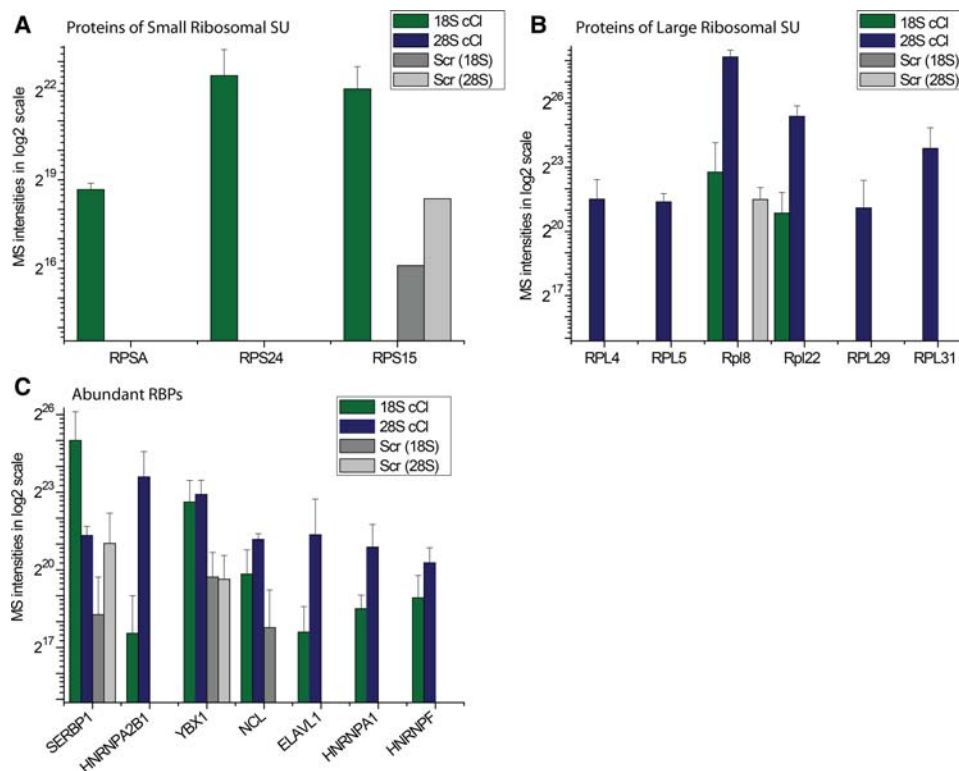 A Proteins of Small Ribosomal SU
18S cCl
28S cCl
Scr (18S)
Scr (28S)
MS intensities in log2 scale
2^22
2^19
2^16
RPSA RPS24 RPS15
B Proteins of Large Ribosomal SU
18S cCl
28S cCl
Scr (18S)
Scr (28S)
MS intensities in log2 scale
2^26
2^23
2^20
2^17
RPL4 RPL5 Rpl8 Rpl22 RPL29 RPL31
C Abundant RBPs
18S cCl
28S cCl
Scr (18S)
Scr (28S)
MS intensities in log2 scale
2^26
2^23
2^20
2^17
SERBP1 HNRNPA2B1 YBX1 NCL ELAVL1 HNRNPA1 HNRNPF